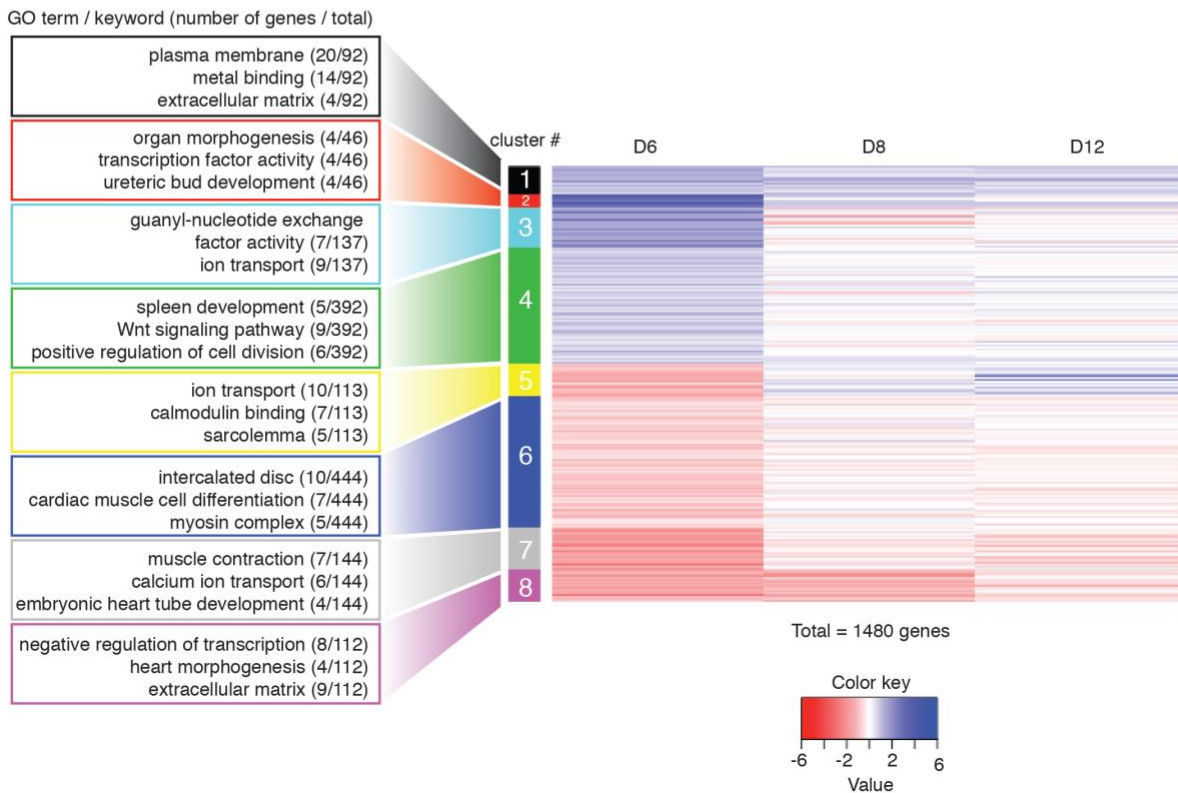 GO term / keyword (number of genes / total)
plasma membrane (20/92)
metal binding (14/92)
extracellular matrix (4/92)
organ morphogenesis (4/46)
transcription factor activity (4/46)
ureteric bud development (4/46)
guanyl-nucleotide exchange
factor activity (7/137)
ion transport (9/137)
spleen development (5/392)
Wnt signaling pathway (9/392)
positive regulation of cell division (6/392)
ion transport (10/113)
calmodulin binding (7/113)
sarcolemma (5/113)
intercalated disc (10/444)
cardiac muscle cell differentiation (7/444)
myosin complex (5/444)
muscle contraction (7/144)
calcium ion transport (6/144)
embryonic heart tube development (4/144)
negative regulation of transcription (8/112)
heart morphogenesis (4/112)
extracellular matrix (9/112)
cluster #
1
2
3
4
5
6
7
8
D6 D8 D12
Total = 1480 genes
Color key
-6 -2 2 6
Value